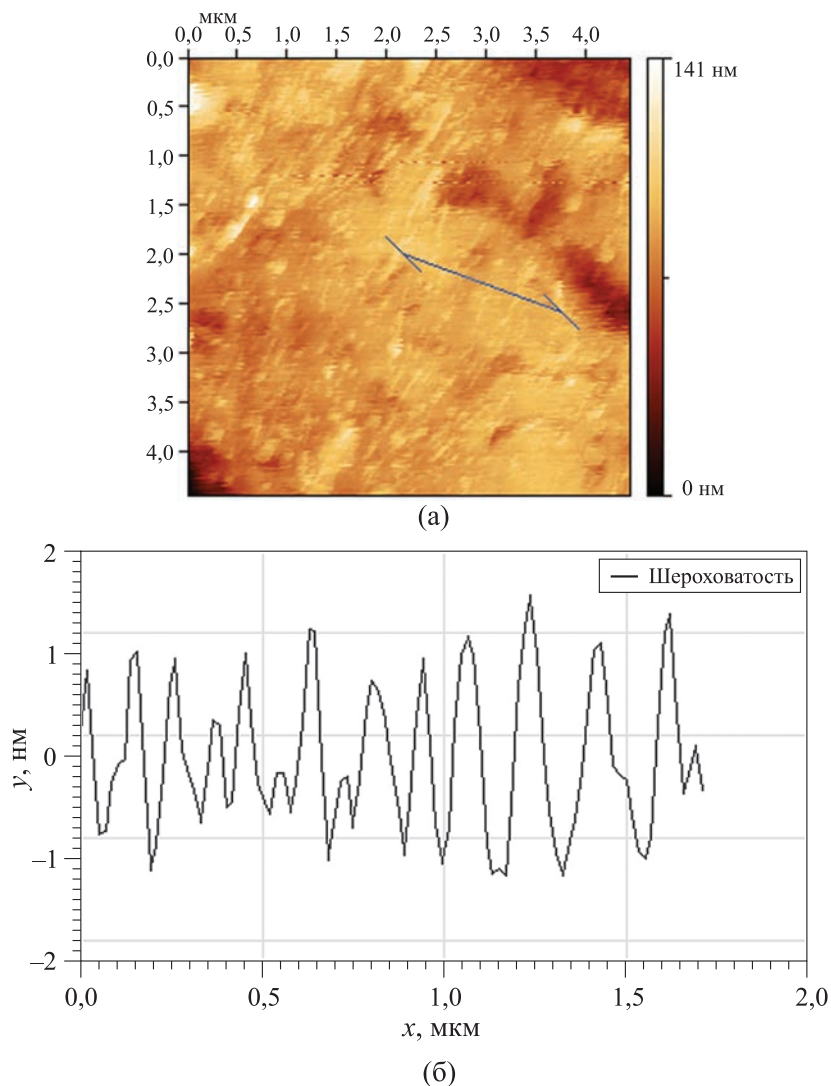 мкм
0,0 0,5 1,0 1,5 2,0 2,5 3,0 3,5 4,0
0,0
0,5
1,0
1,5
2,0
2,5
3,0
3,5
4,0
141 нм
0 нм
(а)
Шероховатость
2
1
0
–1
–2
y, нм
0,0 0,5 1,0 1,5 2,0
x, мкм
(б)